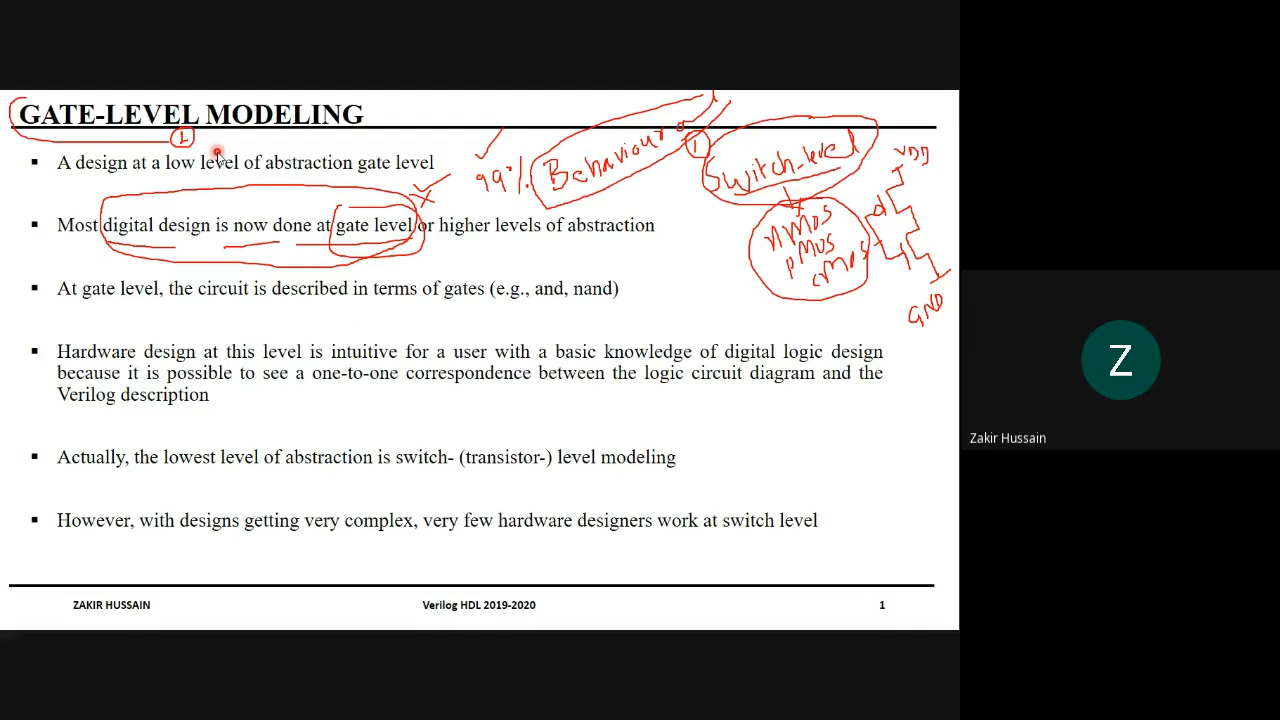 GATE-LEVEL MODELING
1
▪ A design at a low level of abstraction gate level
99%
Behavioural
1
Switch-level
VDD
▪ Most digital design is now done at gate level or higher levels of abstraction
nMOS
pMOS
cMOS
GND
▪ At gate level, the circuit is described in terms of gates (e.g., and, nand)
▪ Hardware design at this level is intuitive for a user with a basic knowledge of digital logic design
because it is possible to see a one-to-one correspondence between the logic circuit diagram and the
Verilog description
Z
Zakir Hussain
▪ Actually, the lowest level of abstraction is switch- (transistor-) level modeling
▪ However, with designs getting very complex, very few hardware designers work at switch level
ZAKIR HUSSAIN
Verilog HDL 2019-2020
1